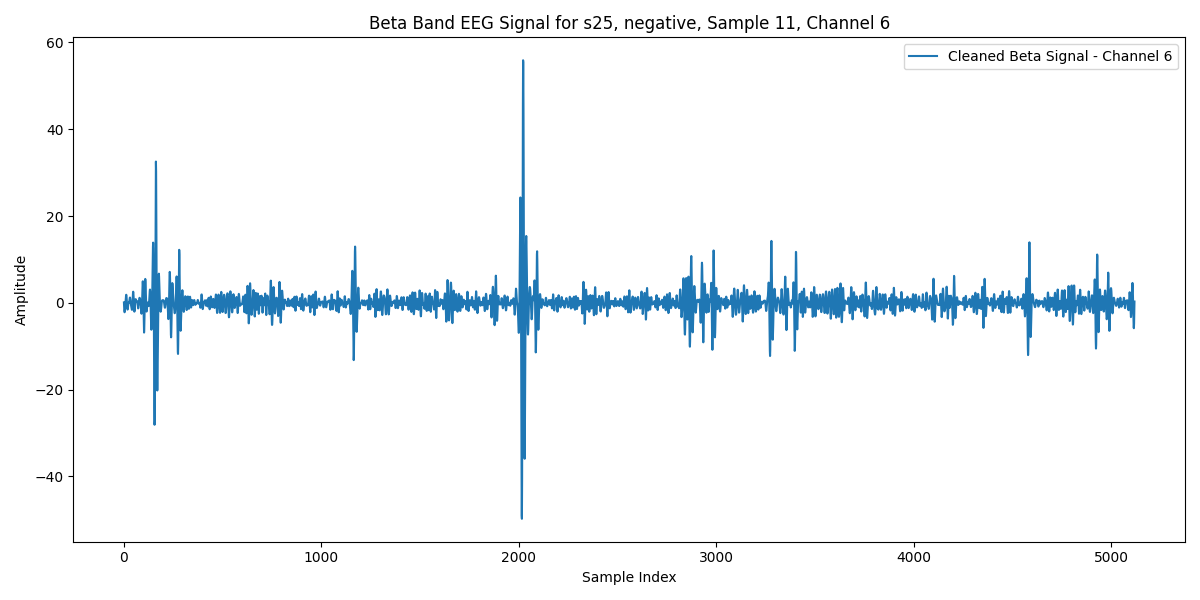 Beta Band EEG Signal for s25, negative, Sample 11, Channel 6
Cleaned Beta Signal - Channel 6
60
40
20
0
−20
−40
Amplitude
0 1000 2000 3000 4000 5000
Sample Index